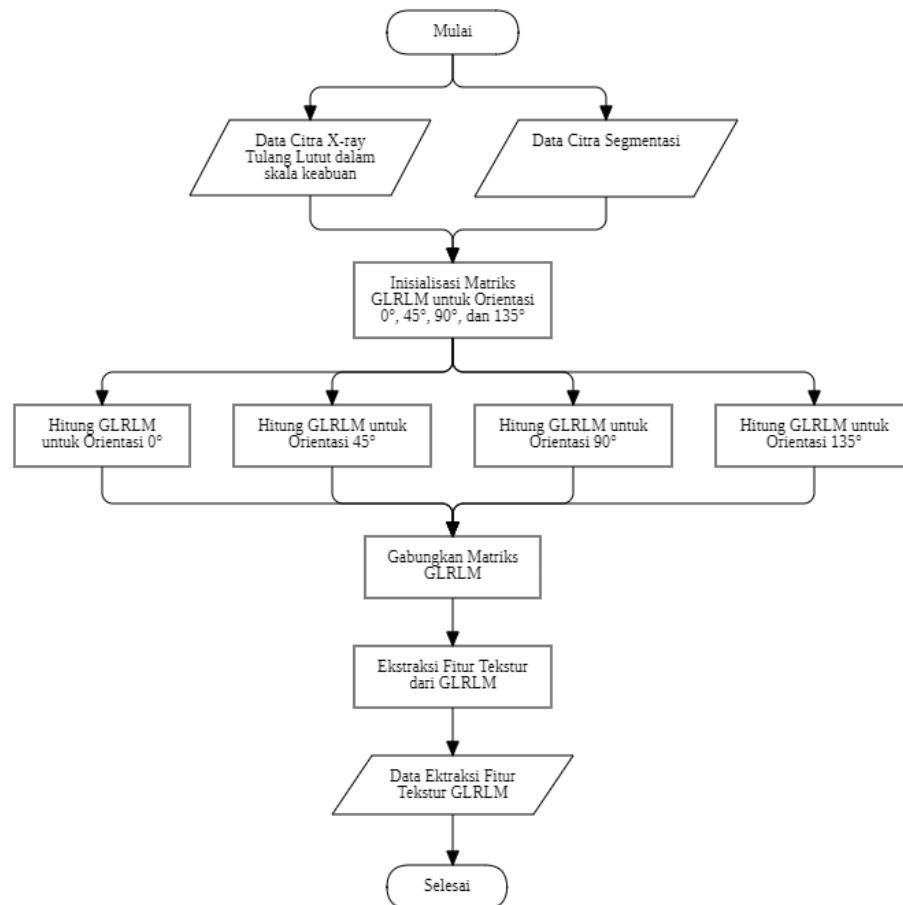 Mulai
Data Citra X-ray
Tulang Lutut dalam
skala keabuan
Data Citra Segmentasi
Inisialisasi Matriks
GLRLM untuk Orientasi
0°, 45°, 90°, dan 135°
Hitung GLRLM
untuk Orientasi 0°
Hitung GLRLM untuk
Orientasi 45°
Hitung GLRLM untuk
Orientasi 90°
Hitung GLRLM untuk
Orientasi 135°
Gabungkan Matriks
GLRLM
Ekstraksi Fitur Tekstur
dari GLRLM
Data Ektraksi Fitur
Tekstur GLRLM
Selesai